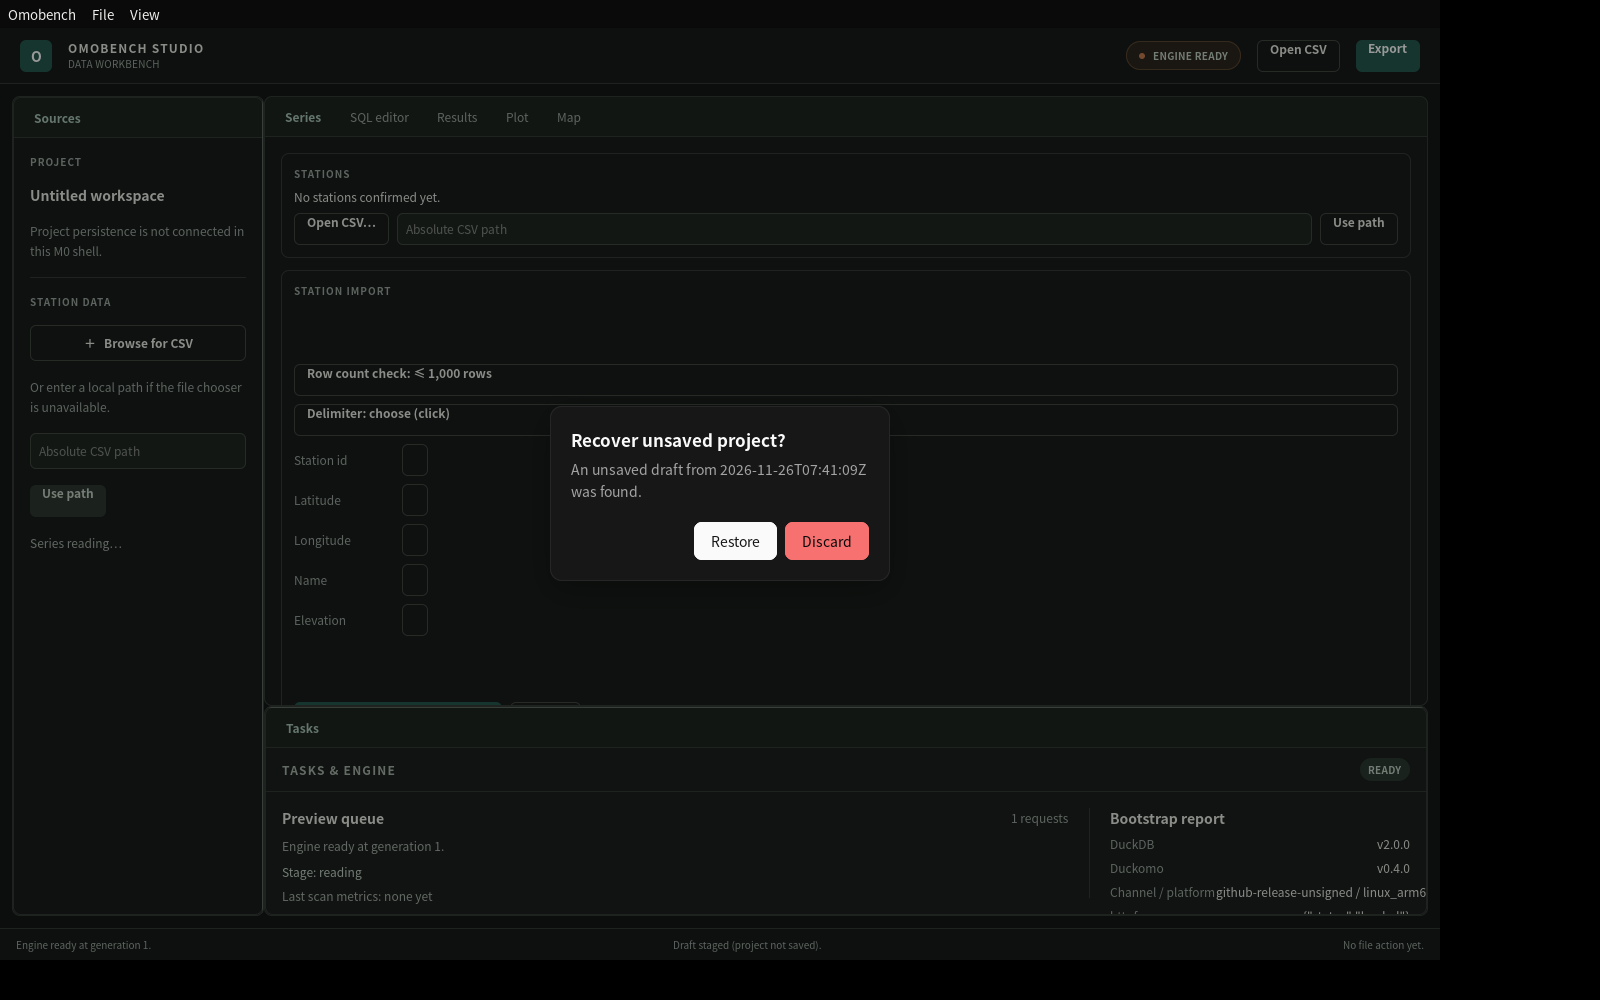 Omobench File View
O
OMOBENCH STUDIO
DATA WORKBENCH
ENGINE READY
Open CSV
Export
Sources
PROJECT
Untitled workspace
Project persistence is not connected in
this M0 shell.
STATION DATA
+ Browse for CSV
Or enter a local path if the file chooser
is unavailable.
Absolute CSV path
Use path
Series reading…
Series SQL editor Results Plot Map
STATIONS
No stations confirmed yet.
Open CSV… Absolute CSV path Use path
STATION IMPORT
Row count check: ≤ 1,000 rows
Delimiter: choose (click)
Station id
Latitude
Longitude
Name
Elevation
Recover unsaved project?
An unsaved draft from 2026-11-26T07:41:09Z
was found.
Restore Discard
Tasks
TASKS & ENGINE READY
Preview queue 1 requests
Engine ready at generation 1.
Stage: reading
Last scan metrics: none yet
Bootstrap report
DuckDB v2.0.0
Duckomo v0.4.0
Channel / platform github-release-unsigned / linux_arm6
Engine ready at generation 1.
Draft staged (project not saved).
No file action yet.